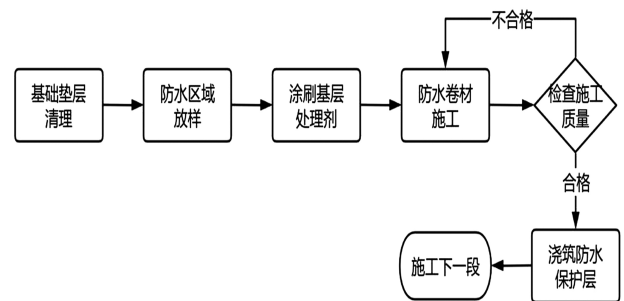 不合格
基础垫层
清理
防水区域
放样
涂刷基层
处理剂
防水卷材
施工
检查施工
质量
合格
施工下一段
浇筑防水
保护层